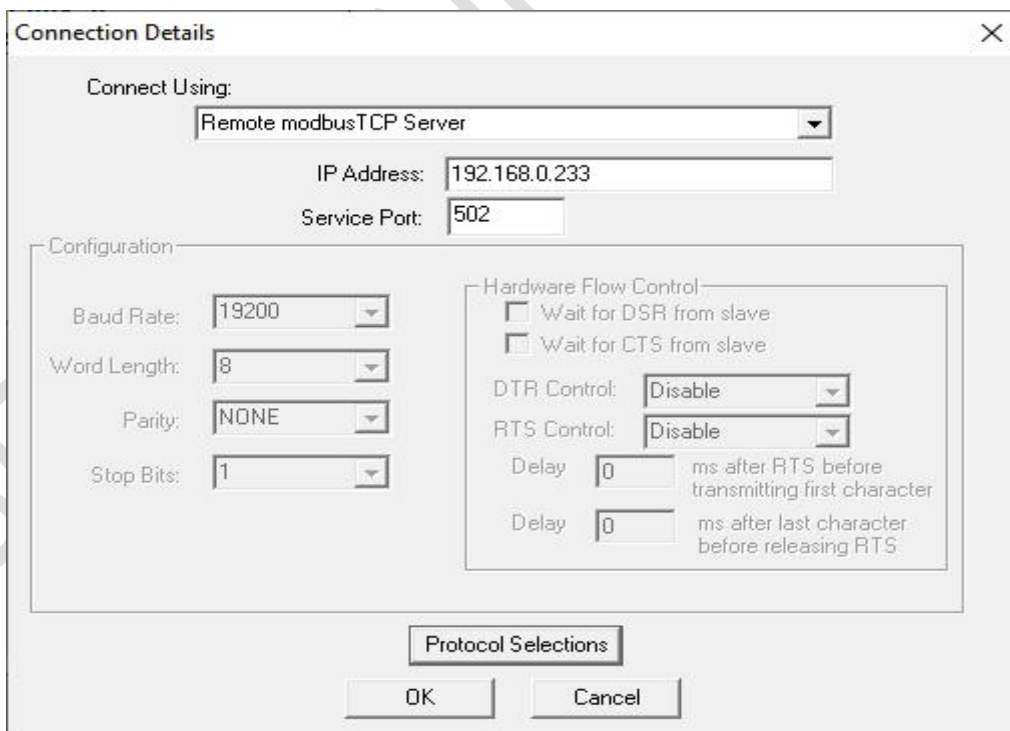 Connection Details
Connect Using:
Remote modbusTCP Server
IP Address: 192.168.0.233
Service Port: 502
Configuration
Baud Rate: 19200
Word Length: 8
Parity: NONE
Stop Bits: 1
Hardware Flow Control
Wait for DSR from slave
Wait for CTS from slave
DTR Control: Disable
RTS Control: Disable
Delay 0 ms after RTS before
transmitting first character
Delay 0 ms after last character
before releasing RTS
Protocol Selections
OK Cancel